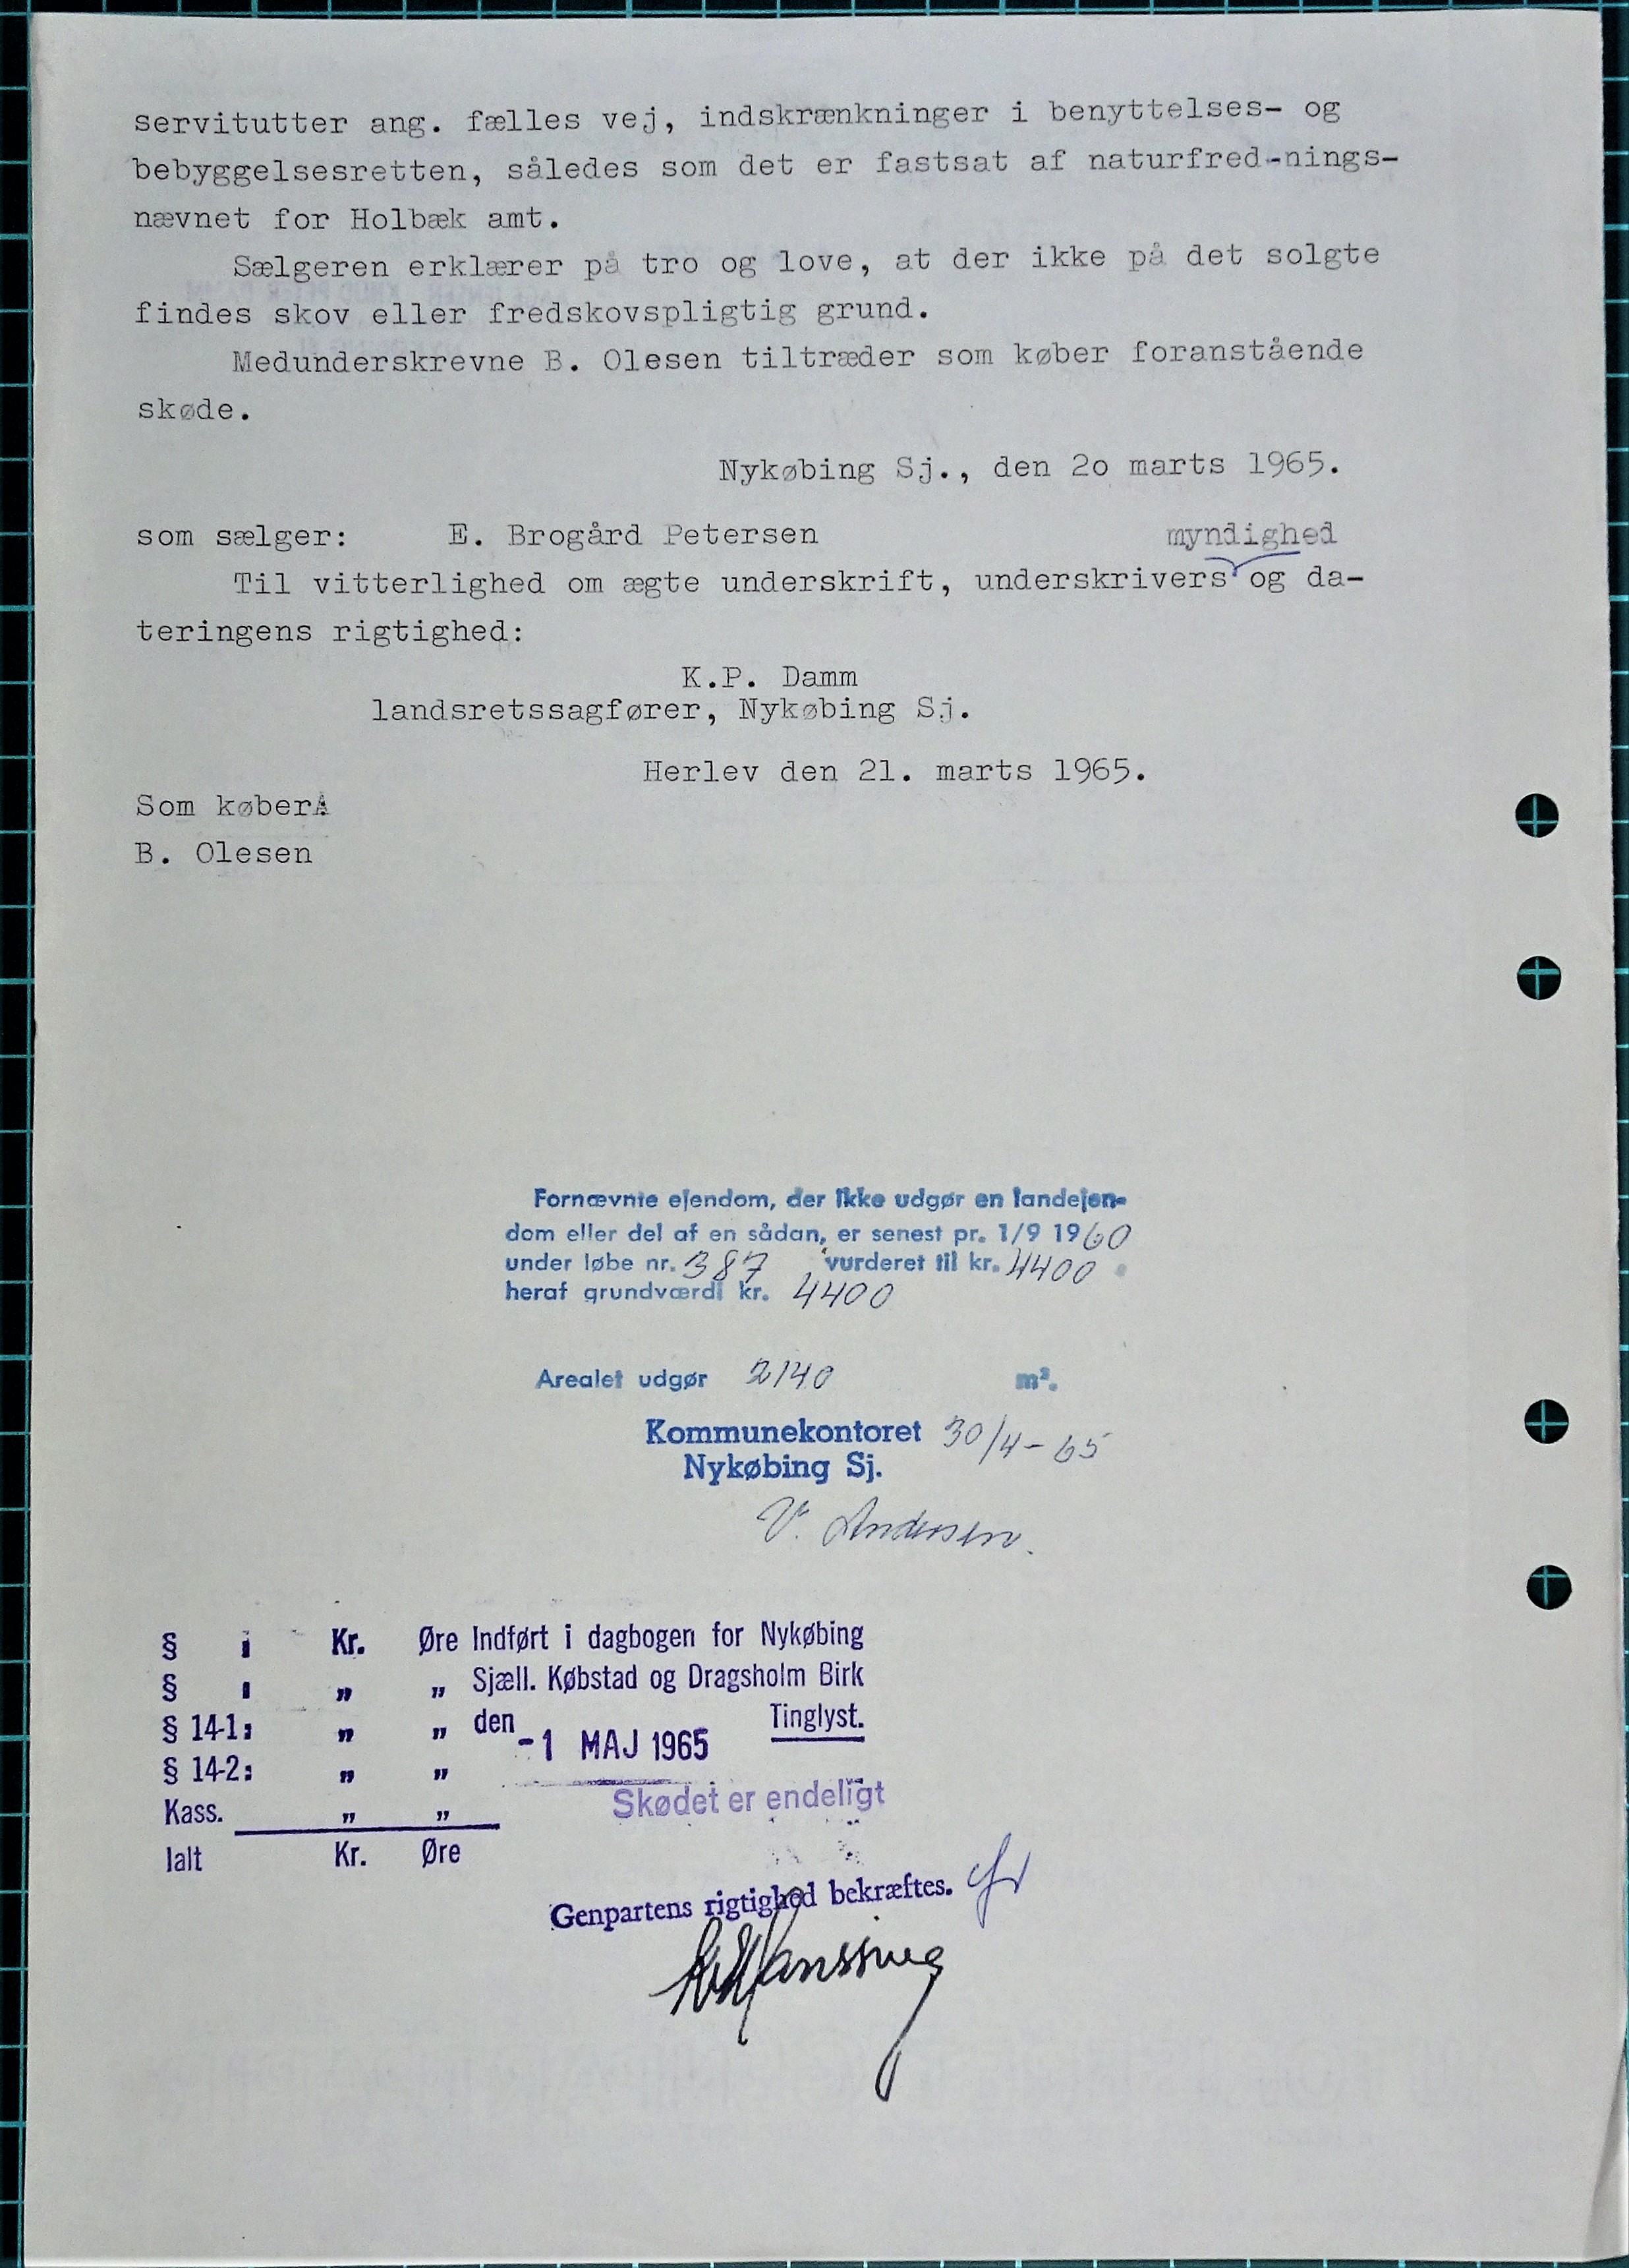 servitutter ang. fælles vej, indskrænkninger i benyttelses- og
bebyggelsesretten, således som det er fastsat af naturfred-nings-
nævnet for Holbæk amt.
Sælgeren erklærer på tro og love, at der ikke på det solgte
findes skov eller fredskovspligtig grund.
Medunderskrevne B. Olesen tiltræder som køber foranstående
skøde.
Nykøbing Sj., den 2o marts 1965.
som sælger: E. Brogård Petersen
myndighed
Til vitterlighed om ægte underskrift, underskrivers og da-
teringens rigtighed:
K.P. Damm
landsretssagfører, Nykøbing Sj.
Herlev den 21. marts 1965.
Som køber:
B. Olesen
Fornævnte ejendom, der ikke udgør en landejen-
dom eller del af en sådan, er senest pr. 1/9 1960
under løbe nr. 387 vurderet til kr. 4400
heraf grundværdi kr. 4400
Arealet udgør 2140 m².
Kommunekontoret 30/4-65
Nykøbing Sj.
V. Andersen.
§ : Kr. Øre Indført i dagbogen for Nykøbing
§ : „ „ Sjæll. Købstad og Dragsholm Birk
§ 14-1: „ „ den -1 MAJ 1965 Tinglyst.
§ 14-2: „ „
Skødet er endeligt
Kass. „ „
Ialt Kr. Øre
Genpartens rigtighed bekræftes.